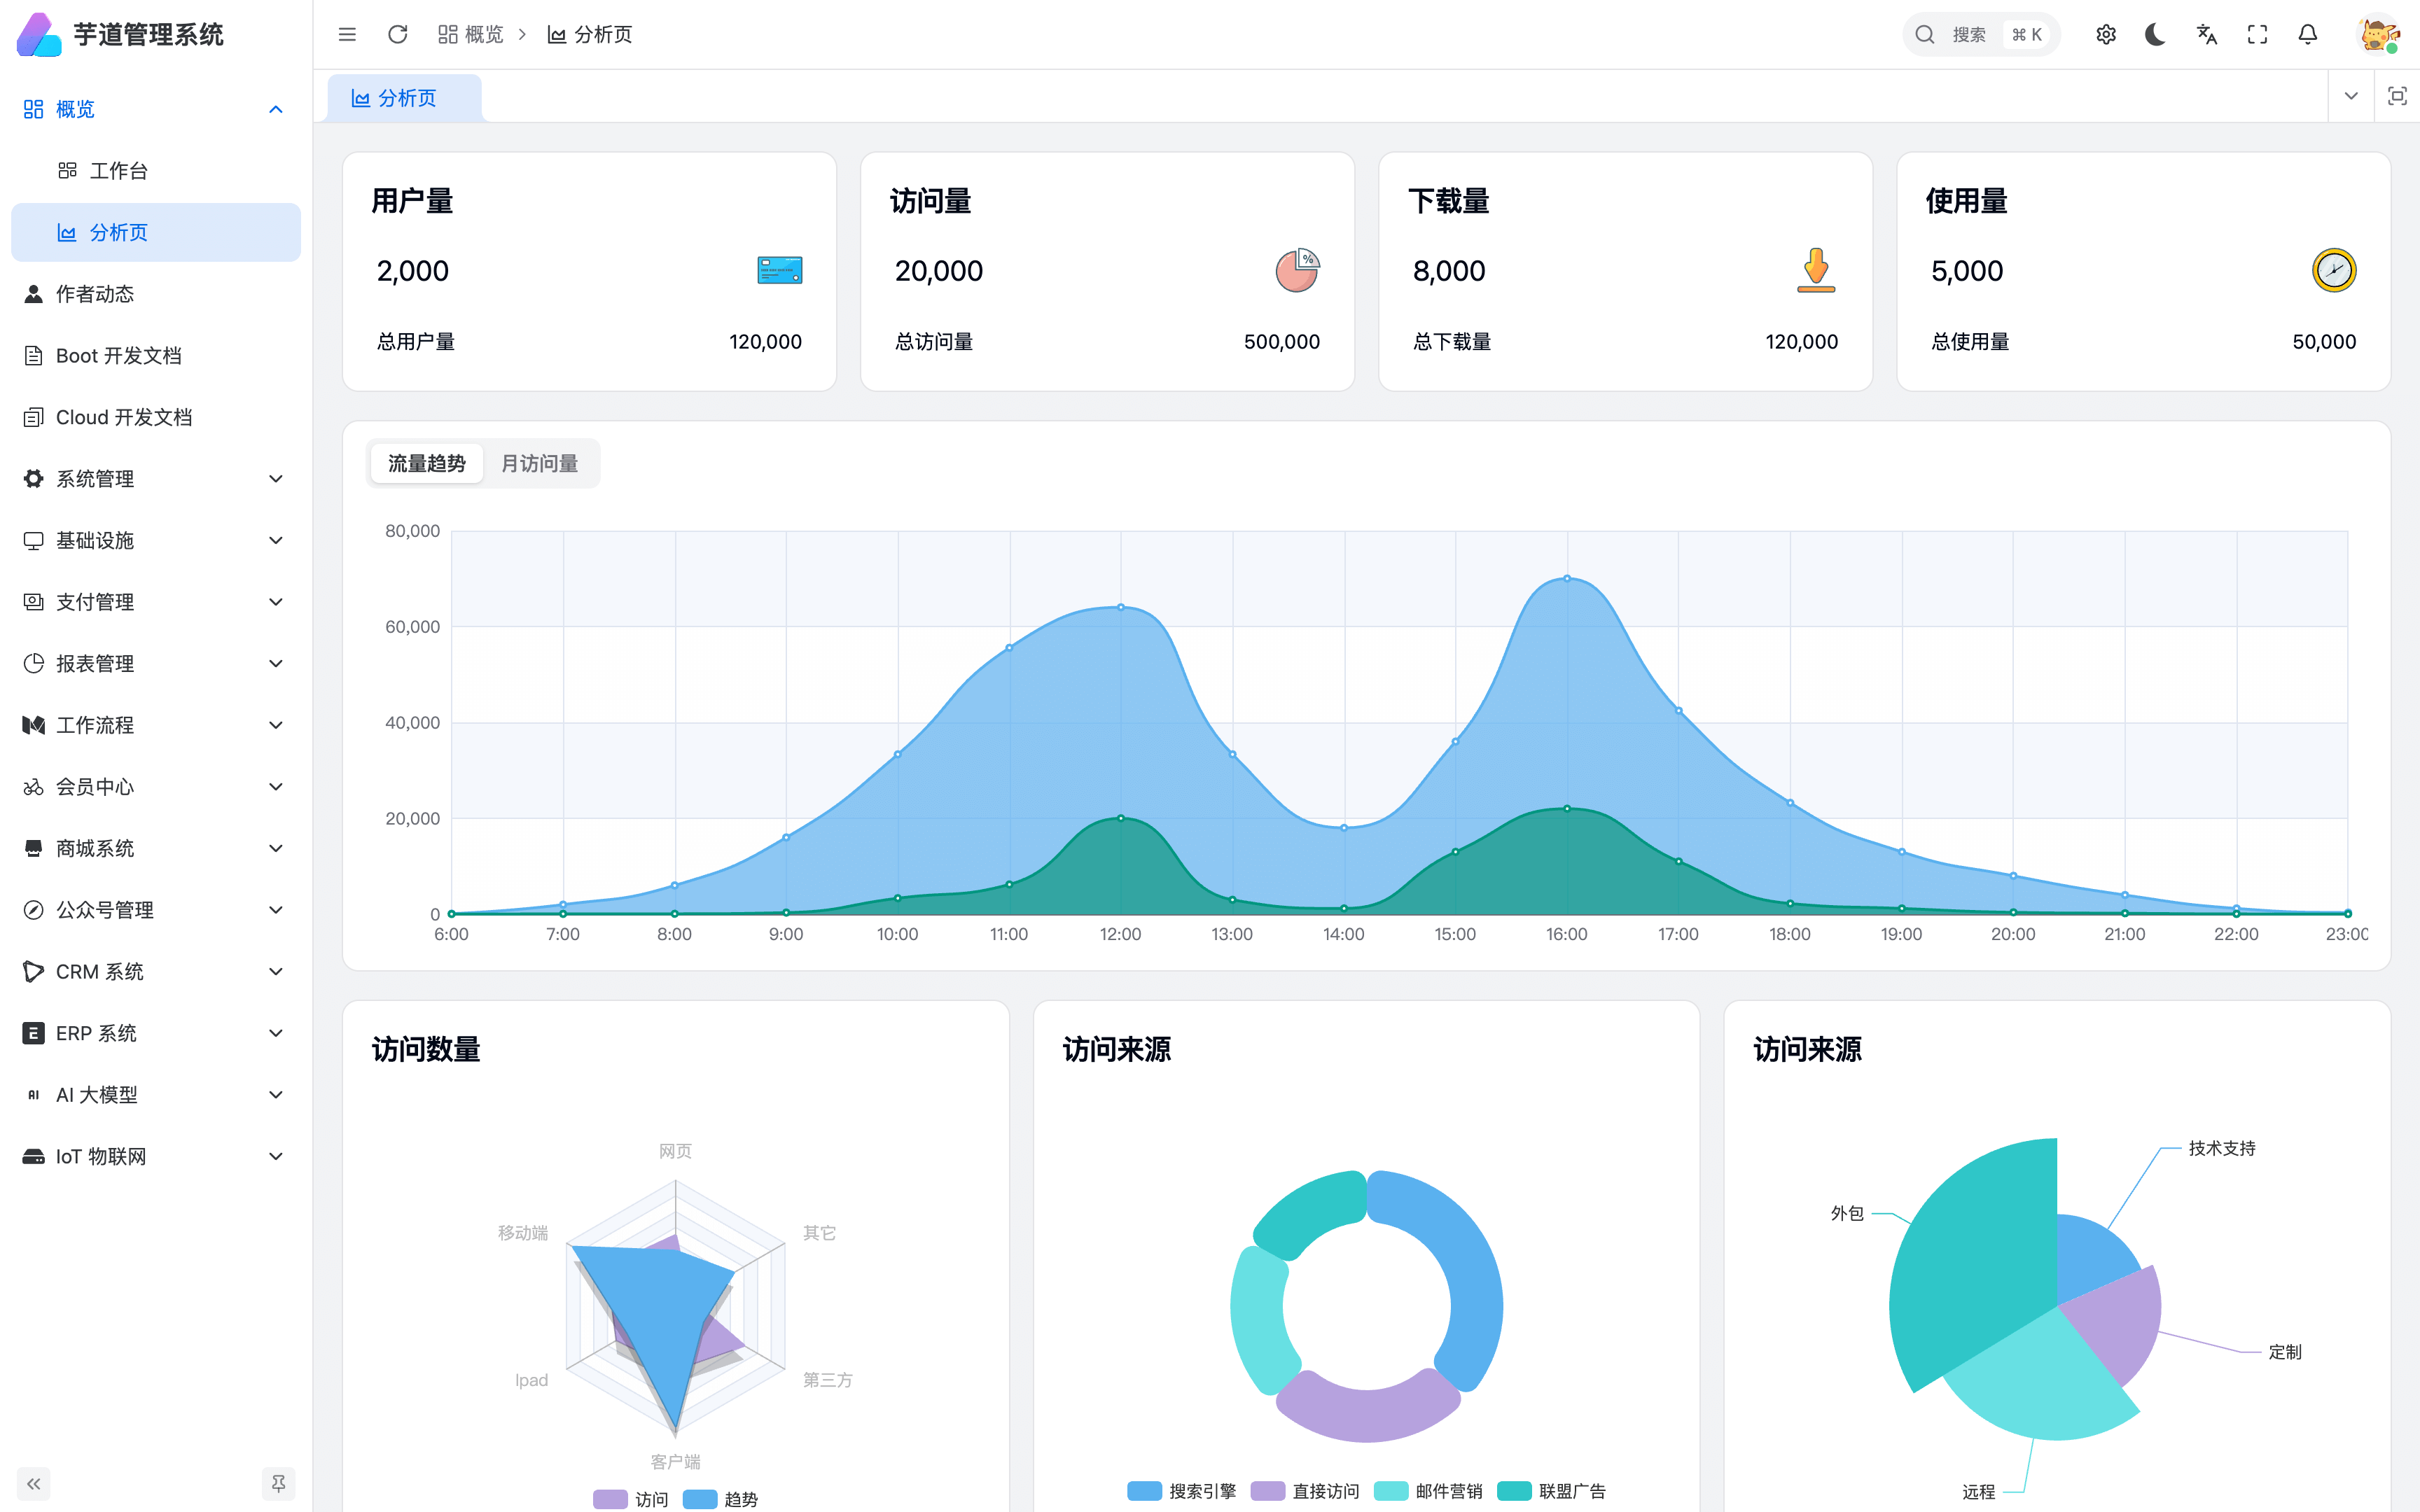 芋道管理系统
概览
工作台
分析页
作者动态
Boot 开发文档
Cloud 开发文档
系统管理
基础设施
支付管理
报表管理
工作流程
会员中心
商城系统
公众号管理
CRM 系统
ERP 系统
AI 大模型
IoT 物联网
概览 分析页
搜索 ⌘ K
分析页
用户量
2,000
总用户量 120,000
访问量
20,000
%
总访问量 500,000
下载量
8,000
总下载量 120,000
使用量
5,000
总使用量 50,000
流量趋势 月访问量
80,000
60,000
40,000
20,000
0
6:00 7:00 8:00 9:00 10:00 11:00 12:00 13:00 14:00 15:00 16:00 17:00 18:00 19:00 20:00 21:00 22:00 23:00
访问数量
网页
移动端 其它
Ipad 第三方
客户端
访问 趋势
访问来源
搜索引擎 直接访问 邮件营销 联盟广告
访问来源
技术支持
外包
定制
远程